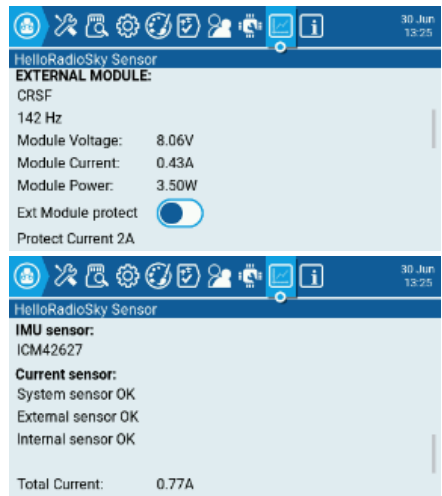 30 Jun
13:25
HelloRadioSky Sensor
EXTERNAL MODULE:
CRSF
142 Hz
Module Voltage: 8.06V
Module Current: 0.43A
Module Power: 3.50W
Ext Module protect
Protect Current 2A
30 Jun
13:25
HelloRadioSky Sensor
IMU sensor:
ICM42627
Current sensor:
System sensor OK
External sensor OK
Internal sensor OK
Total Current: 0.77A